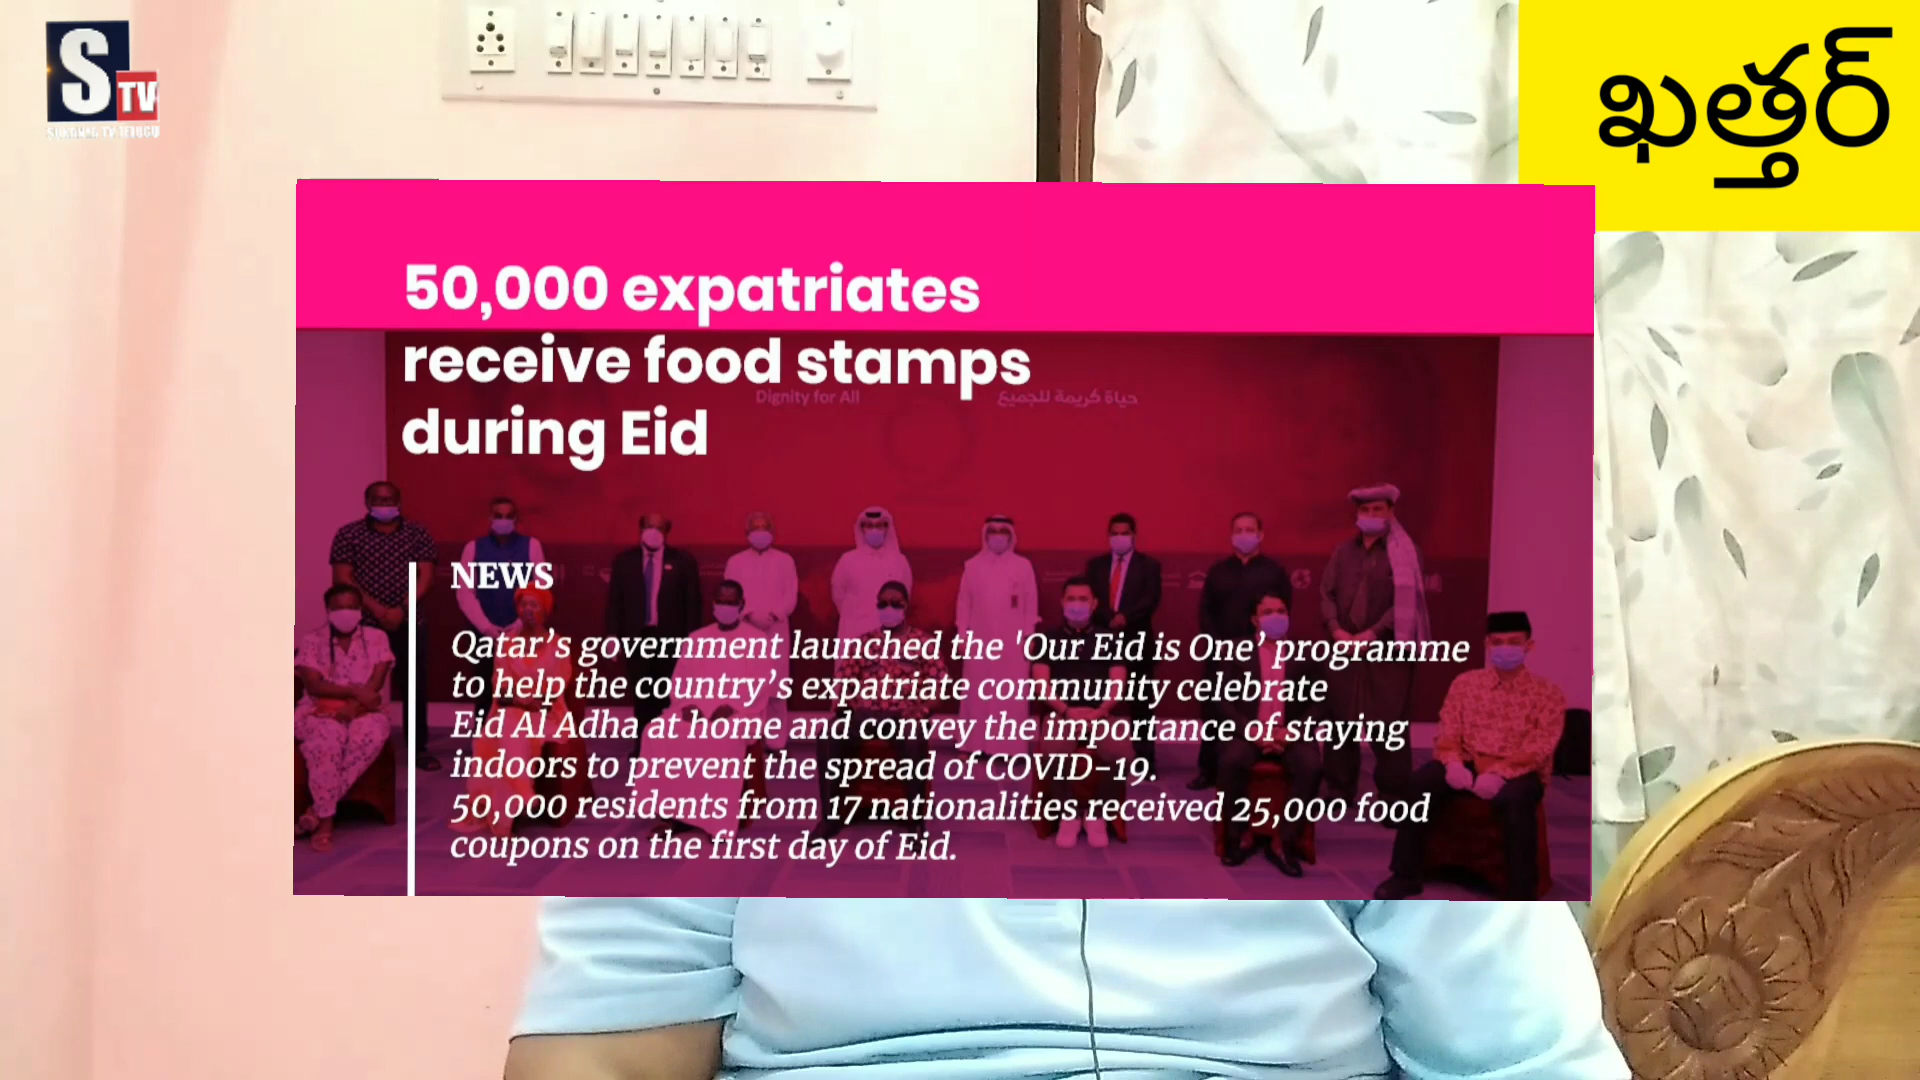 S
TV
ఖత్తర్
50,000 expatriates
receive food stamps
during Eid
Dignity for All
حياة كريمة للجميع
NEWS
Qatar’s government launched the 'Our Eid is One’ programme
to help the country’s expatriate community celebrate
Eid Al Adha at home and convey the importance of staying
indoors to prevent the spread of COVID-19.
50,000 residents from 17 nationalities received 25,000 food
coupons on the first day of Eid.